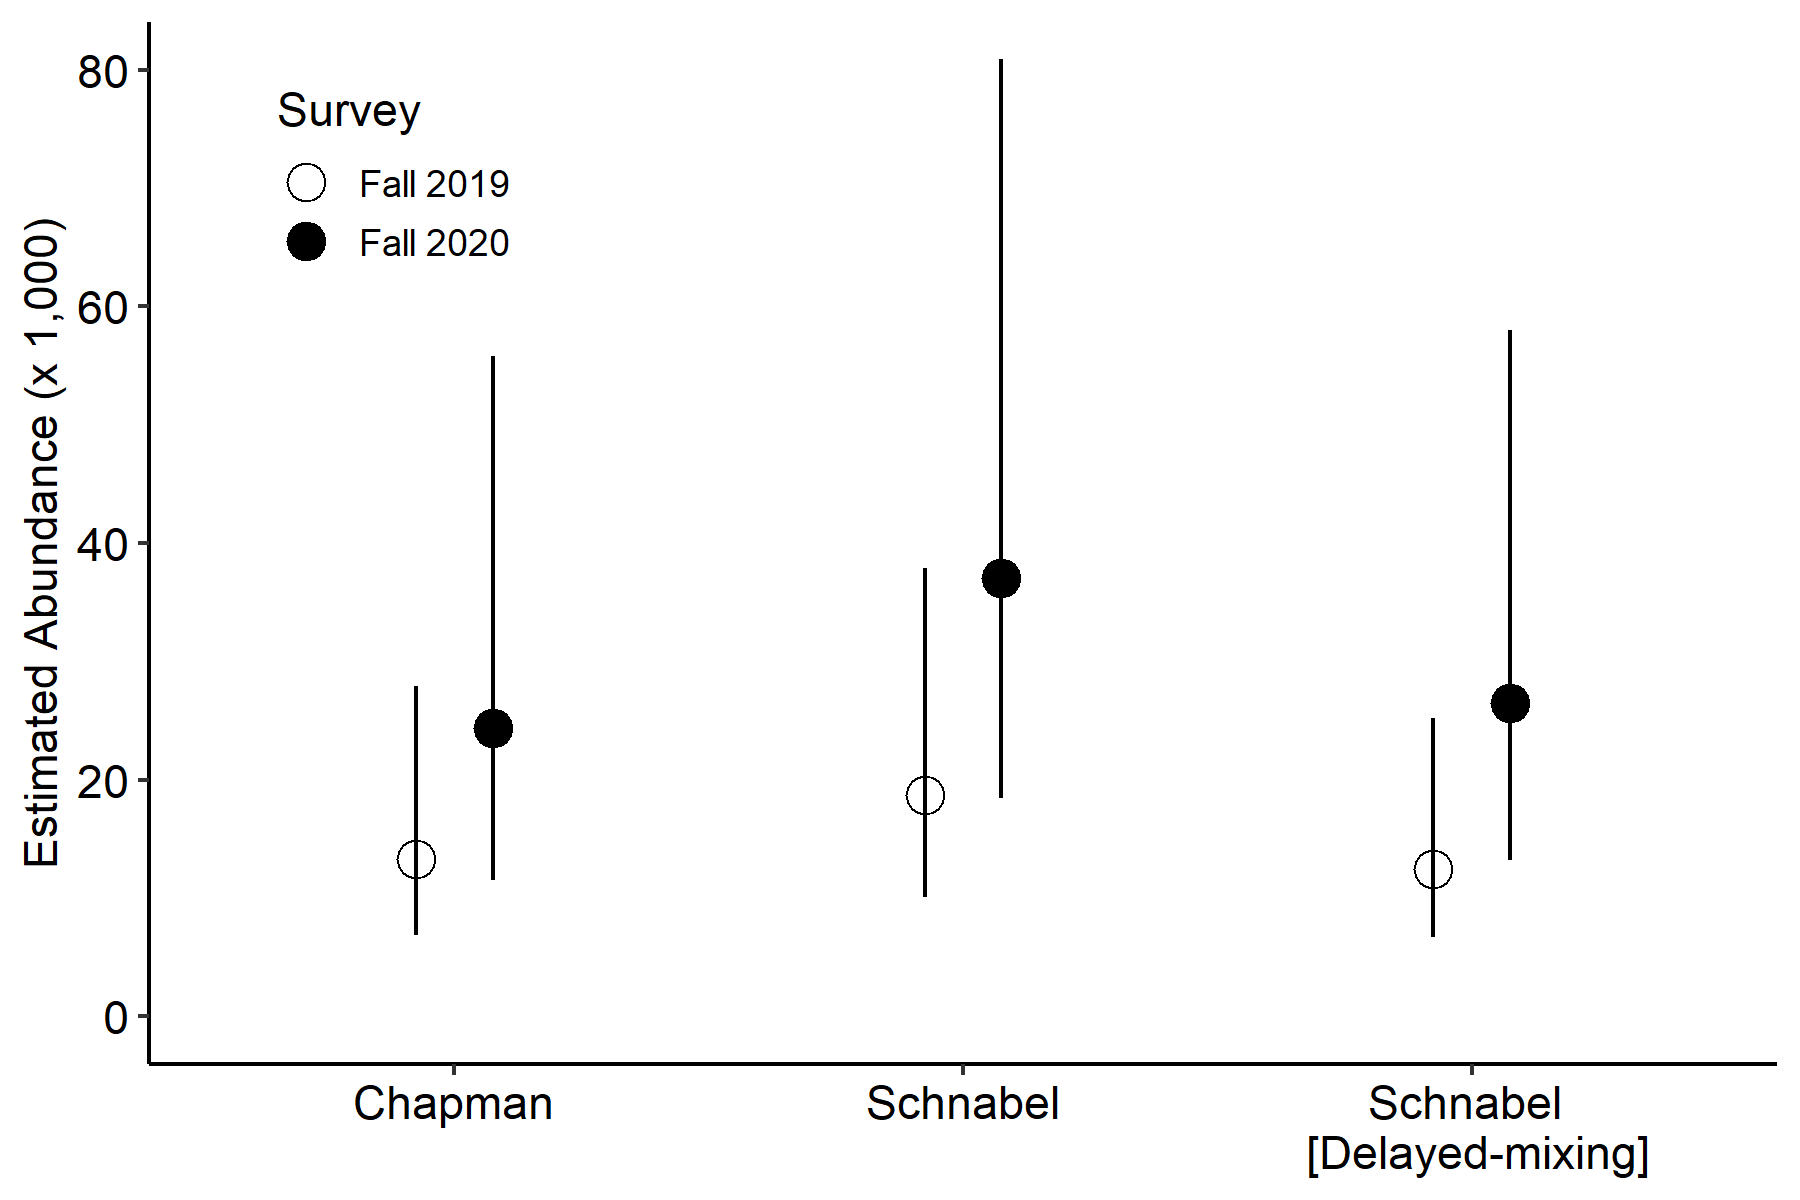 Estimated Abundance (x 1,000)
80
60
40
20
0
Survey
Fall 2019
Fall 2020
Chapman
Schnabel
Schnabel
[Delayed-mixing]